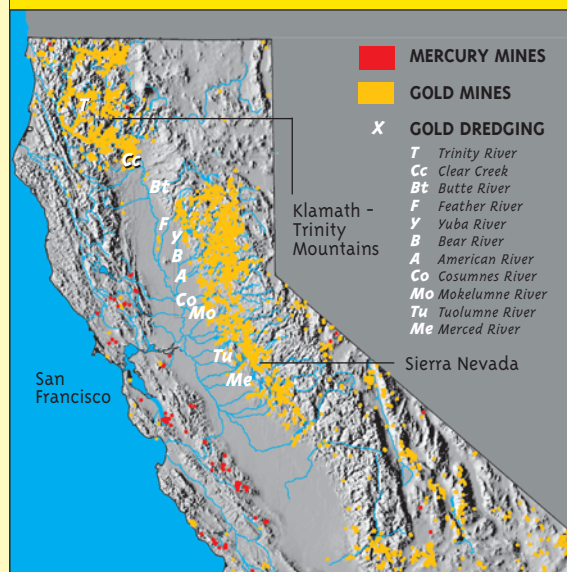 MERCURY MINES
GOLD MINES
X GOLD DREDGING
T Trinity River
Cc Clear Creek
Bt Butte River
F Feather River
Y Yuba River
B Bear River
A American River
Co Cosumnes River
Mo Mokelumne River
Tu Tuolumne River
Me Merced River
T
Cc
Bt
F
Y
B
A
Co
Mo
Tu
Me
Klamath -
Trinity
Mountains
Sierra Nevada
San
Francisco